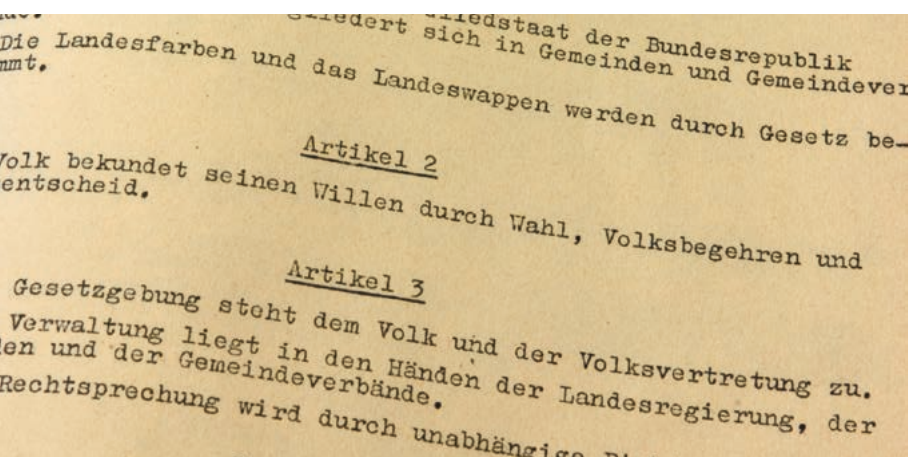 der Bundesrepublik
gliedert sich in Gemeinden und Gemeindever
Die Landesfarben und das Landeswappen werden durch Gesetz be-
mmt.
Artikel 2
Volk bekundet seinen Willen durch Wahl, Volksbegehren und
entscheid.
Artikel 3
Gesetzgebung steht dem Volk und der Volksvertretung zu.
Verwaltung liegt in den Händen der Landesregierung, der
en und der Gemeindeverbände.
Rechtsprechung wird durch unabhängige